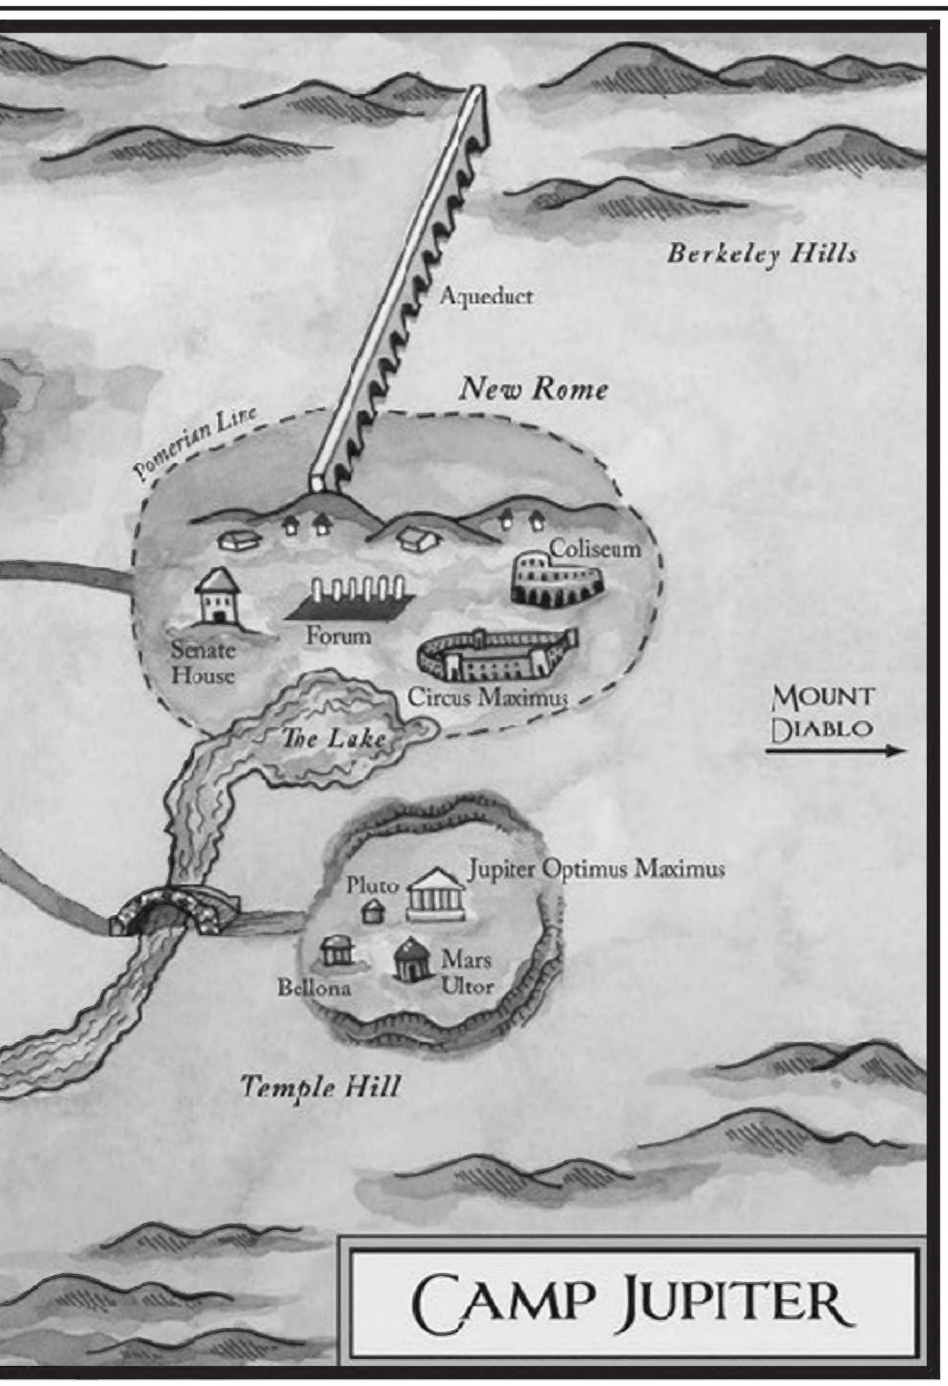 Berkeley Hills
Aqueduct
New Rome
Pomerian Line
Coliseum
Senate
House
Forum
Circus Maximus
The Lake
MOUNT
DIABLO
Jupiter Optimus Maximus
Pluto
Mars
Ultor
Bellona
Temple Hill
CAMP JUPITER